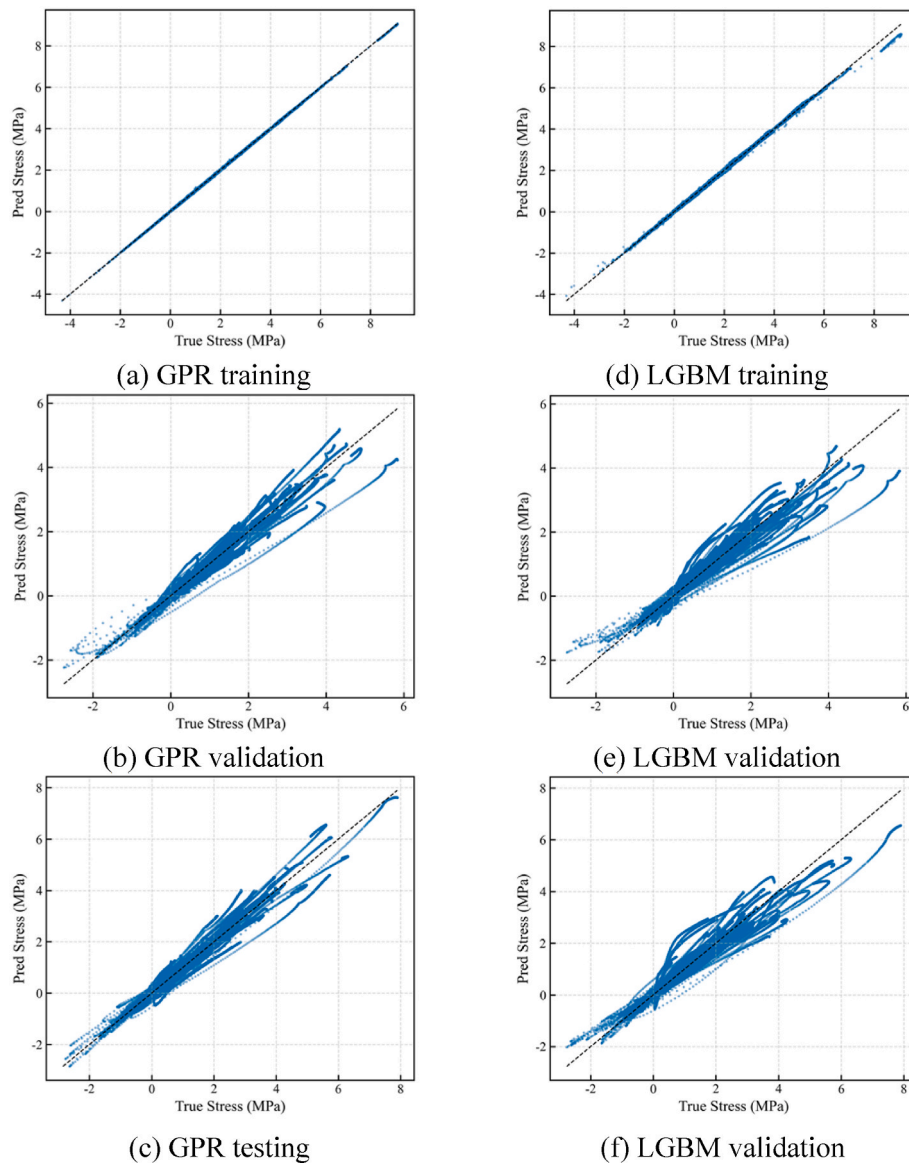 8
6
4
2
0
-2
-4
Pred Stress (MPa)
-4 -2 0 2 4 6 8
True Stress (MPa)
(a) GPR training
8
6
4
2
0
-2
-4
Pred Stress (MPa)
-4 -2 0 2 4 6 8
True Stress (MPa)
(d) LGBM training
6
4
2
0
-2
Pred Stress (MPa)
-2 0 2 4 6
True Stress (MPa)
(b) GPR validation
6
4
2
0
-2
Pred Stress (MPa)
-2 0 2 4 6
True Stress (MPa)
(e) LGBM validation
8
6
4
2
0
-2
Pred Stress (MPa)
-2 0 2 4 6 8
True Stress (MPa)
(c) GPR testing
8
6
4
2
0
-2
Pred Stress (MPa)
-2 0 2 4 6 8
True Stress (MPa)
(f) LGBM validation